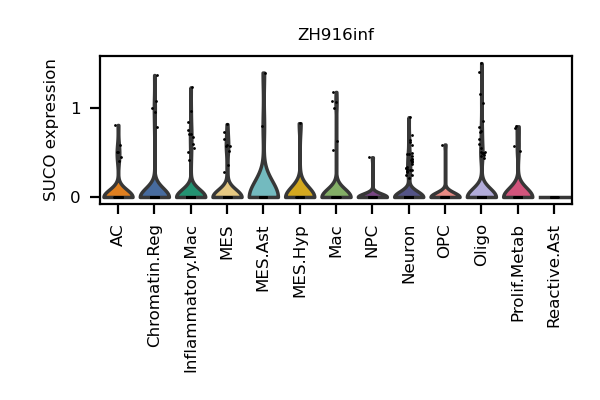 ZH916inf
SUCO expression
1
0
AC
Chromatin.Reg
Inflammatory.Mac
MES
MES.Ast
MES.Hyp
Mac
NPC
Neuron
OPC
Oligo
Prolif.Metab
Reactive.Ast